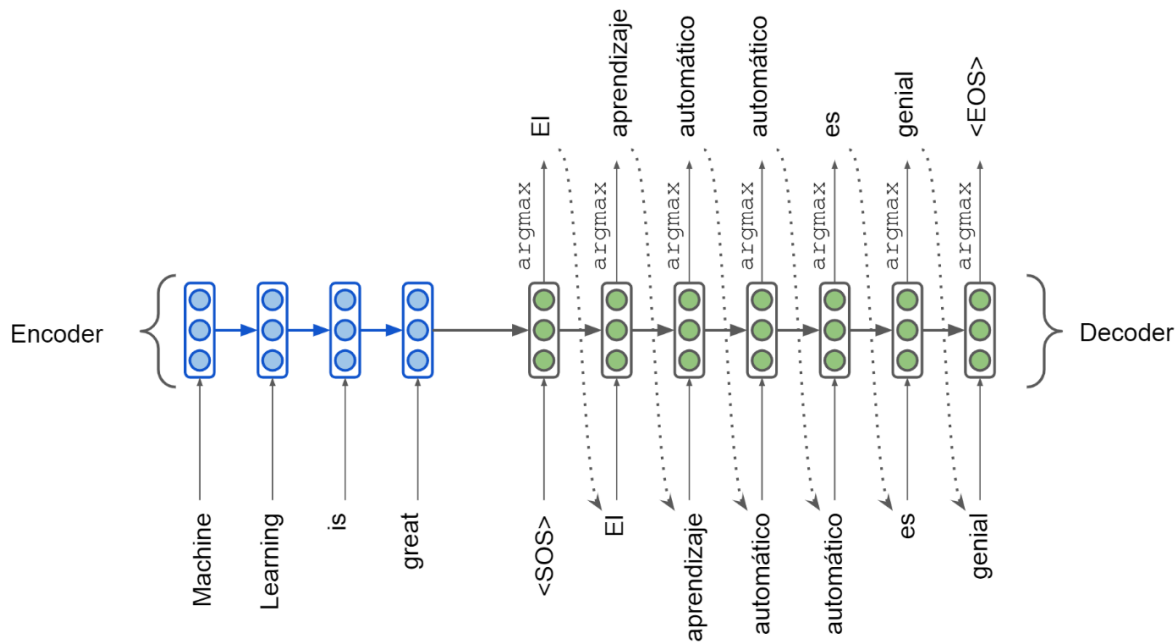 El
aprendizaje
automático
automático
es
genial
<EOS>
argmax
argmax
argmax
argmax
argmax
argmax
argmax
Encoder
Decoder
Machine
Learning
is
great
<SOS>
El
aprendizaje
automático
automático
es
genial